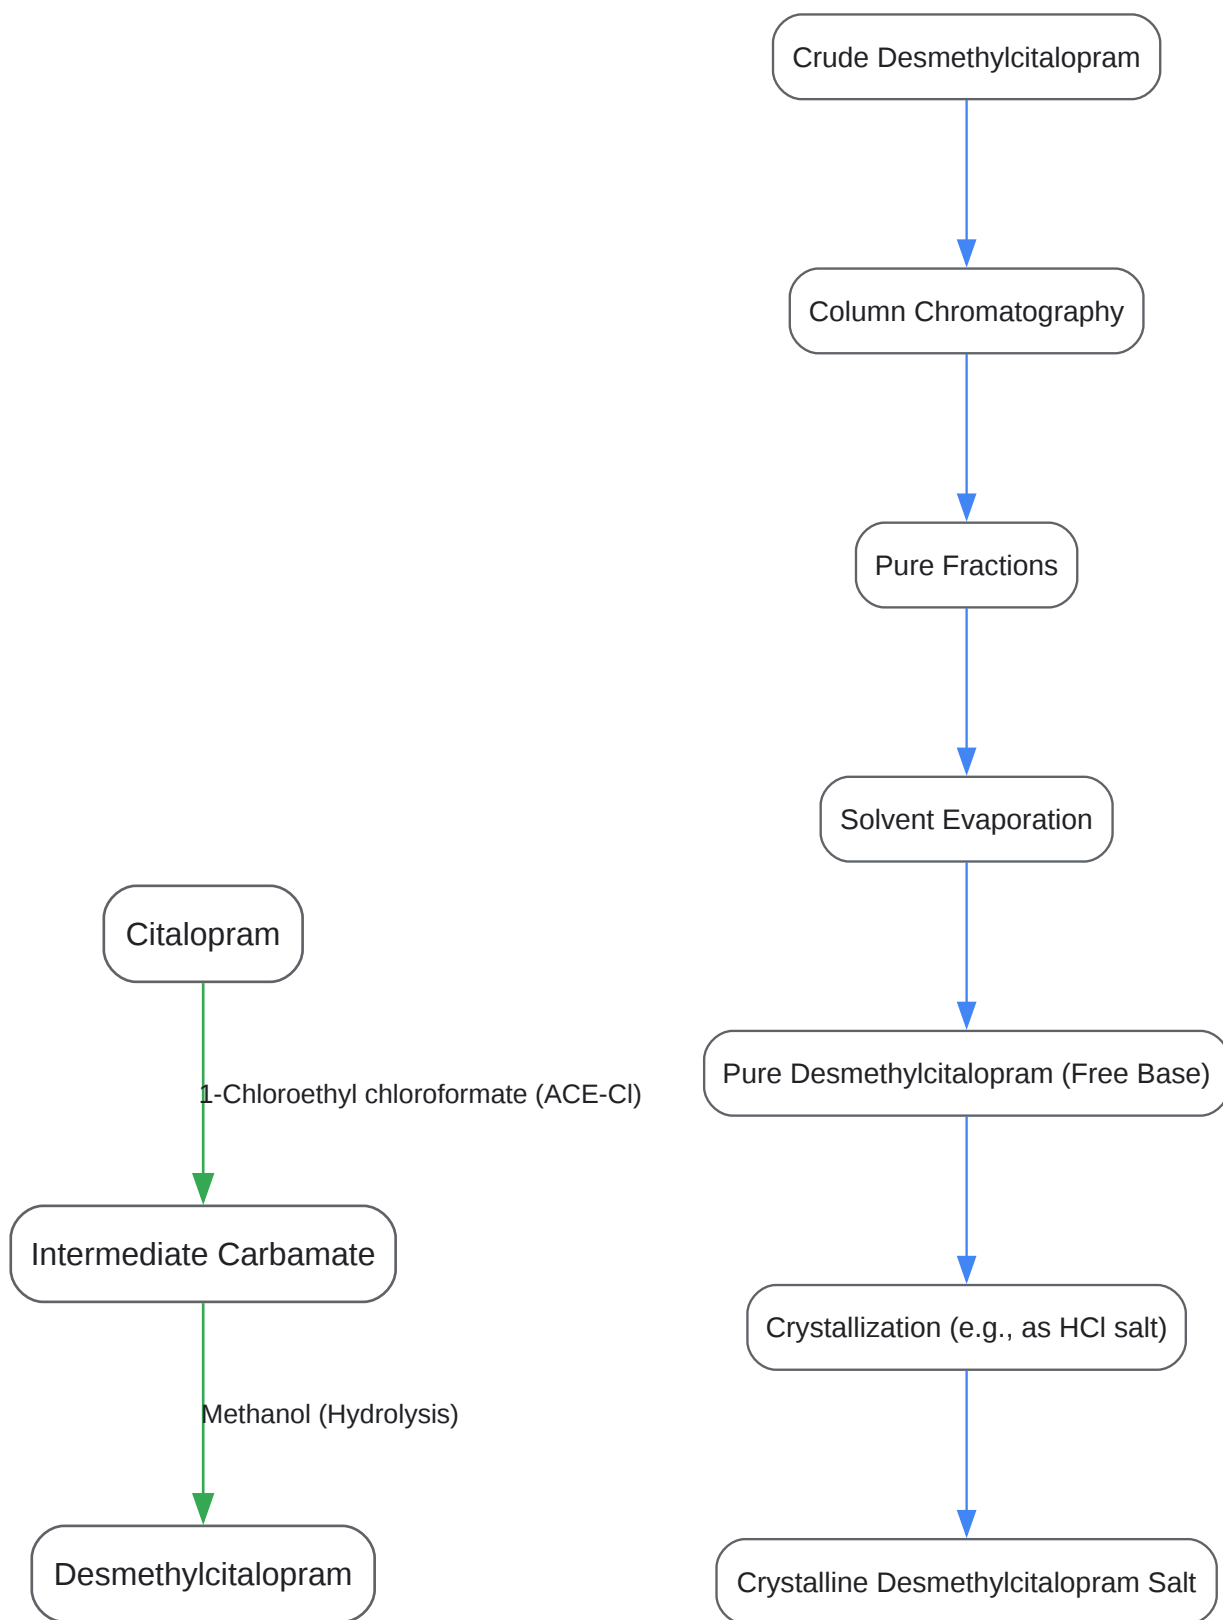 Citalopram
1-Chloroethyl chloroformate (ACE-Cl)
Intermediate Carbamate
Methanol (Hydrolysis)
Desmethylcitalopram
Crude Desmethylcitalopram
Column Chromatography
Pure Fractions
Solvent Evaporation
Pure Desmethylcitalopram (Free Base)
Crystallization (e.g., as HCl salt)
Crystalline Desmethylcitalopram Salt